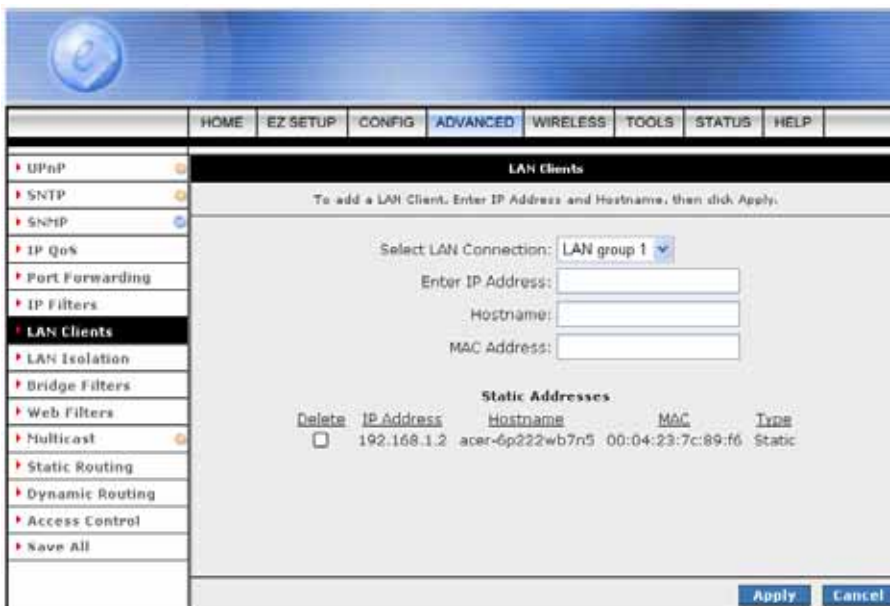 HOME EZ SETUP CONFIG ADVANCED WIRELESS TOOLS STATUS HELP
UPnP
SNTP
SNMP
IP QoS
Port Forwarding
IP Filters
LAN Clients
LAN Isolation
Bridge Filters
Web Filters
Multicast
Static Routing
Dynamic Routing
Access Control
Save All
LAN Clients
To add a LAN Client, Enter IP Address and Hostname, then click Apply.
Select LAN Connection: LAN group 1
Enter IP Address:
Hostname:
MAC Address:
Static Addresses
Delete IP Address Hostname MAC Type
192.168.1.2 acer-6p222wb7n5 00:04:23:7c:89:f6 Static
Apply Cancel